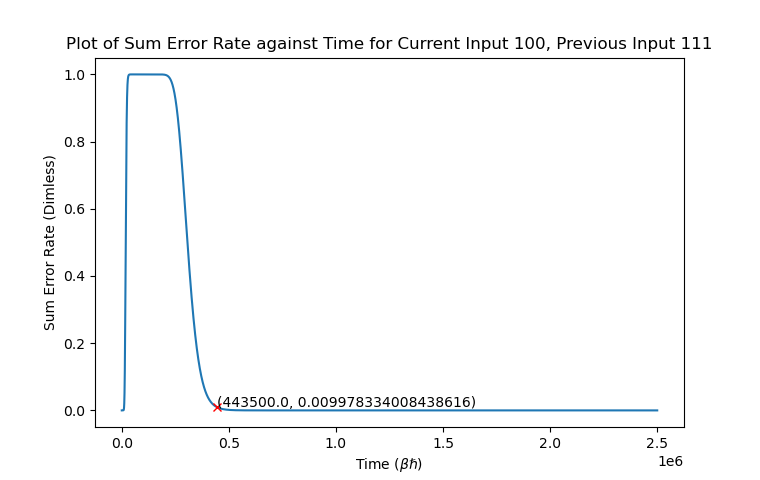 Plot of Sum Error Rate against Time for Current Input 100, Previous Input 111
1.0
0.8
0.6
0.4
0.2
0.0
Sum Error Rate (Dimless)
(443500.0, 0.009978334008438616)
0.0 0.5 1.0 1.5 2.0 2.5
1e6
Time (βℏ)